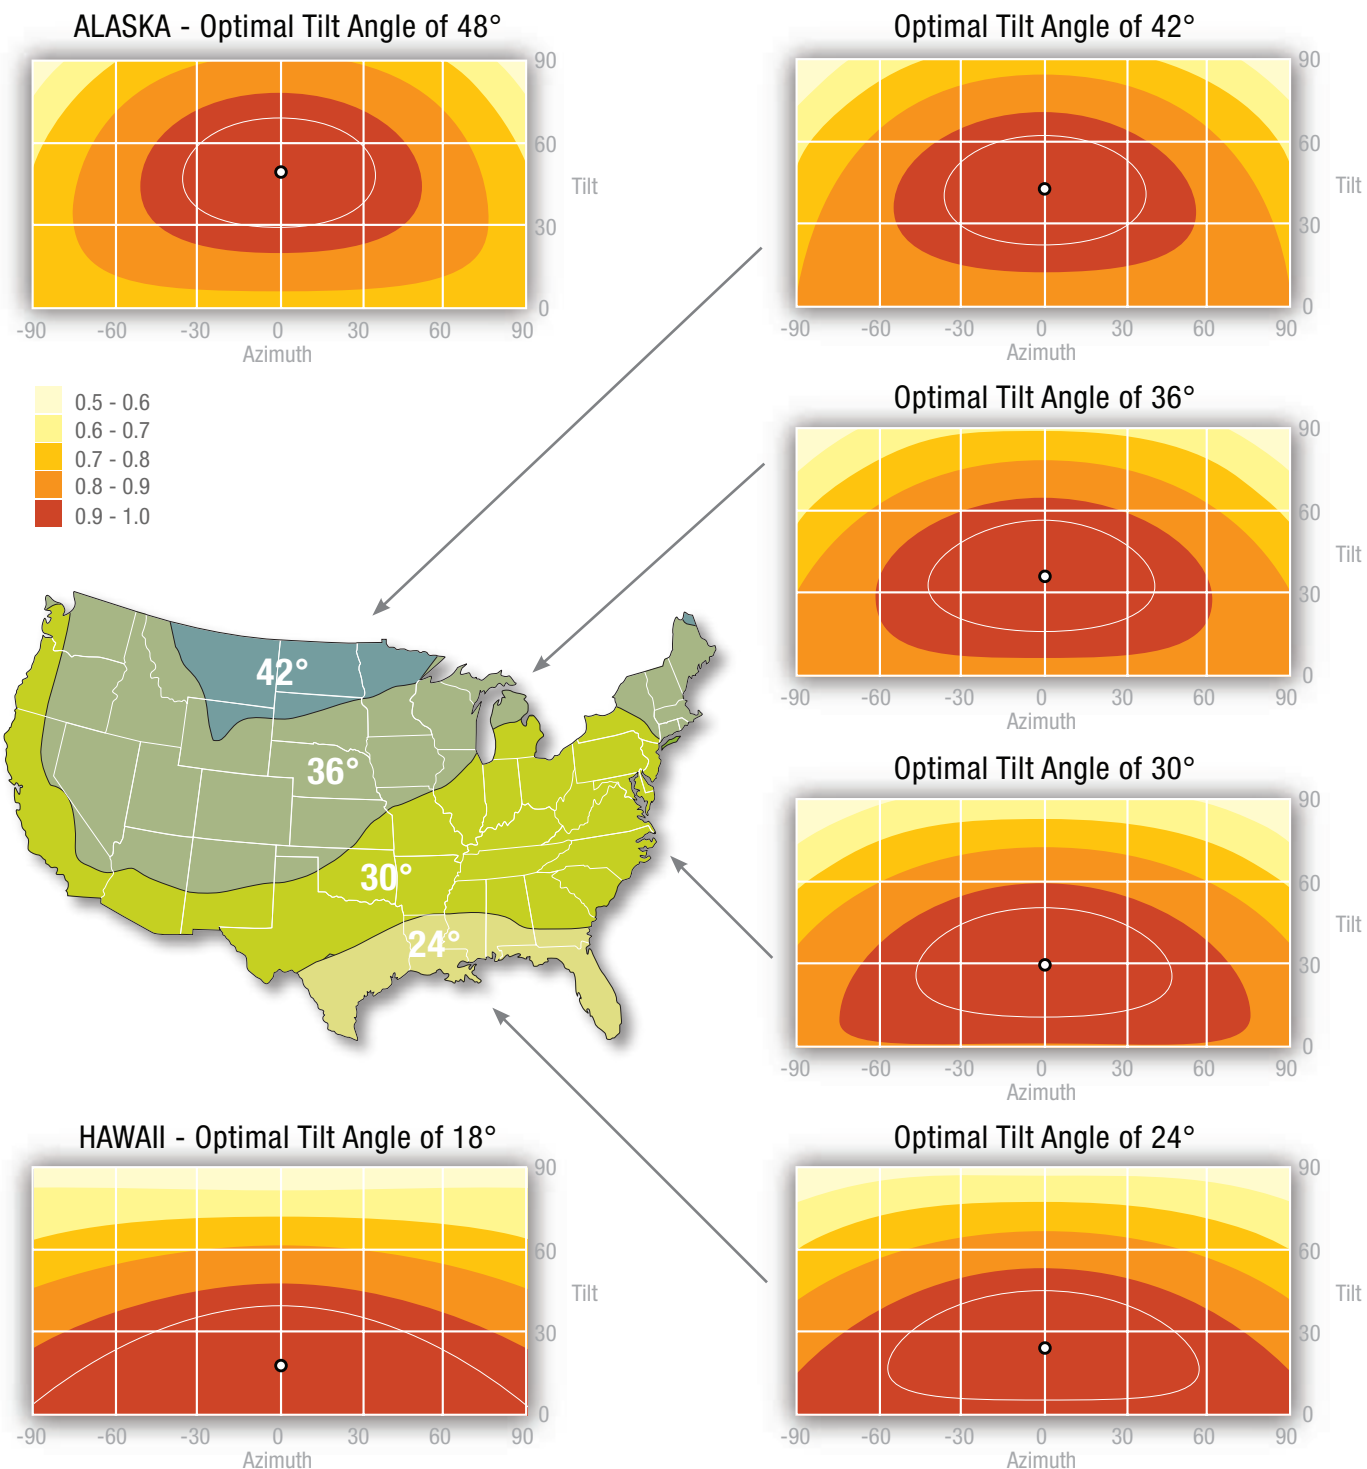 ALASKA - Optimal Tilt Angle of 48°
90
60
Tilt
30
0
-90 -60 -30 0 30 60 90
Azimuth
Optimal Tilt Angle of 42°
90
60
Tilt
30
0
-90 -60 -30 0 30 60 90
Azimuth
0.5 - 0.6
0.6 - 0.7
0.7 - 0.8
0.8 - 0.9
0.9 - 1.0
Optimal Tilt Angle of 36°
90
60
Tilt
30
0
-90 -60 -30 0 30 60 90
Azimuth
42°
36°
30°
24°
Optimal Tilt Angle of 30°
90
60
Tilt
30
0
-90 -60 -30 0 30 60 90
Azimuth
HAWAII - Optimal Tilt Angle of 18°
90
60
Tilt
30
0
-90 -60 -30 0 30 60 90
Azimuth
Optimal Tilt Angle of 24°
90
60
Tilt
30
0
-90 -60 -30 0 30 60 90
Azimuth